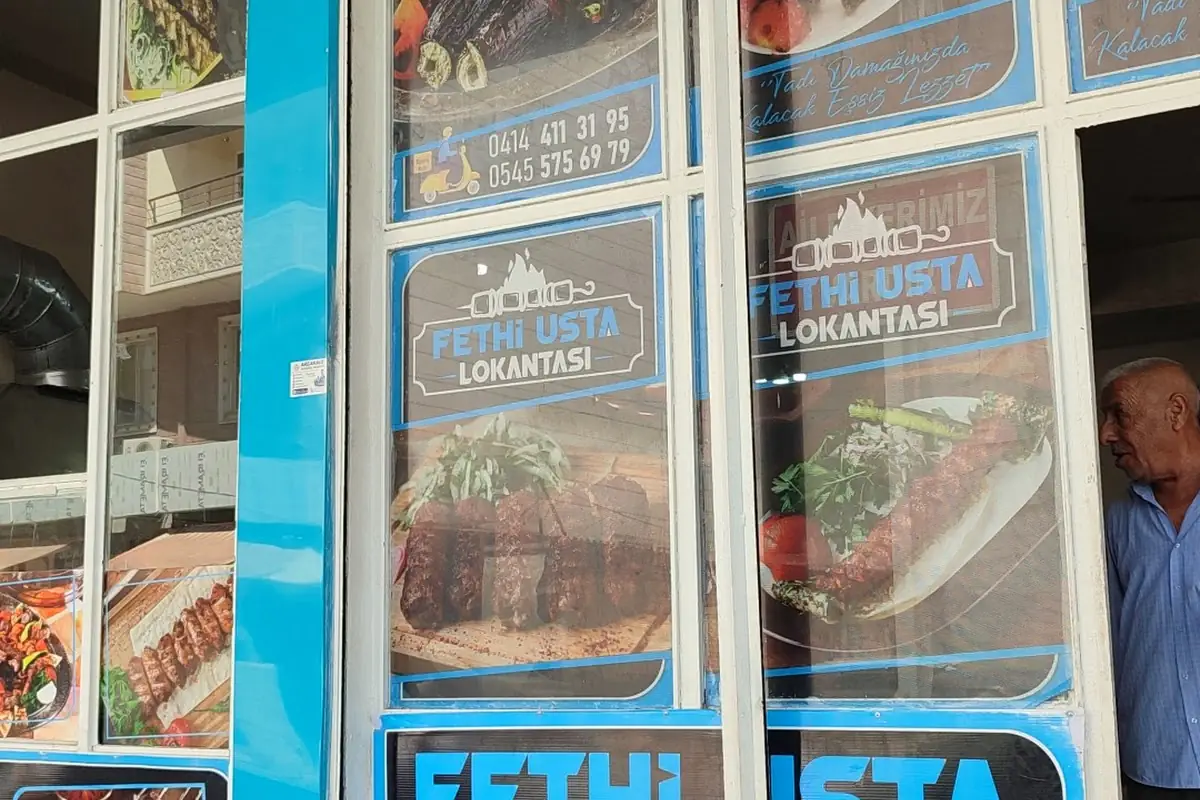 0414 411 31 95
0545 575 69 79
"Tadı Damağınızda
Kalacak Eşsiz Lezzet"
Tadı
Kalacak
FETHi USTA
LOKANTASI
FETHi USTA
LOKANTASI
FETHi USTA